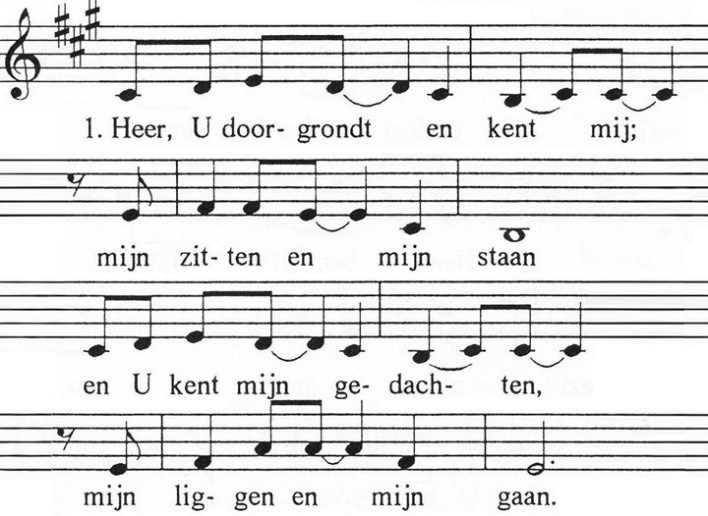 1. Heer, U door- grondt en kent mij;
mijn zit- ten en mijn staan
en U kent mijn ge- dach- ten,
mijn lig- gen en mijn gaan.